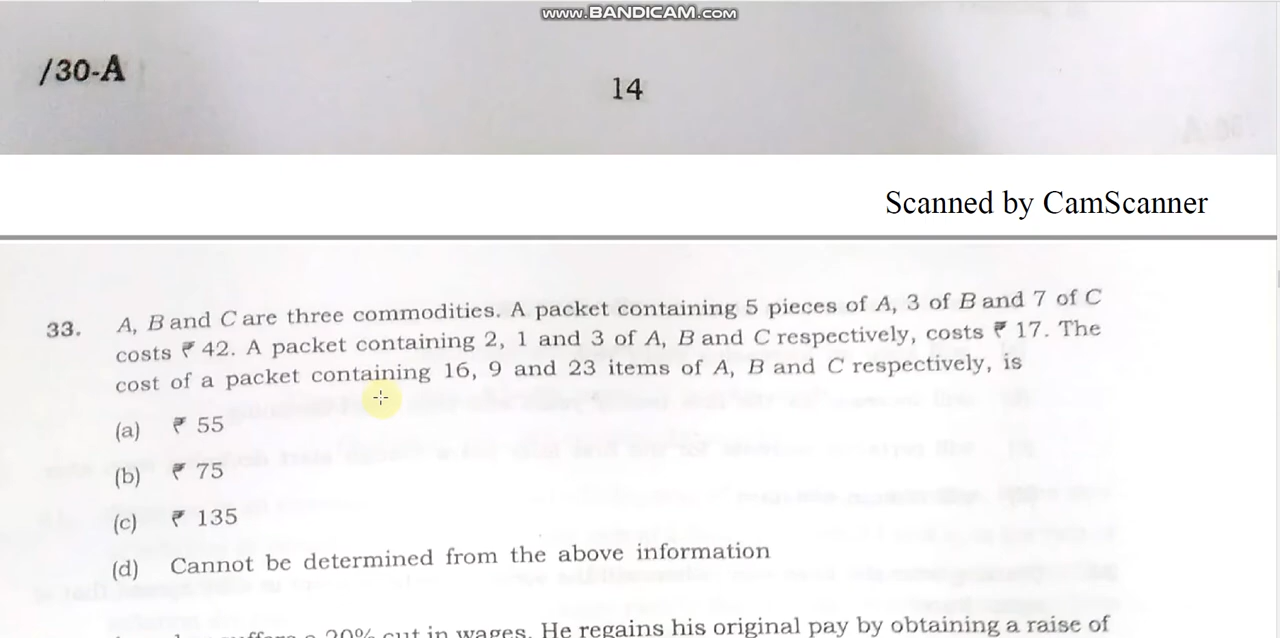 www.BANDICAM.com
/30-A
14
Scanned by CamScanner
33. A, B and C are three commodities. A packet containing 5 pieces of A, 3 of B and 7 of C
costs ₹ 42. A packet containing 2, 1 and 3 of A, B and C respectively, costs ₹ 17. The
cost of a packet containing 16, 9 and 23 items of A, B and C respectively, is
(a) ₹ 55
(b) ₹ 75
(c) ₹ 135
(d) Cannot be determined from the above information
20% cut in wages. He regains his original pay by obtaining a raise of